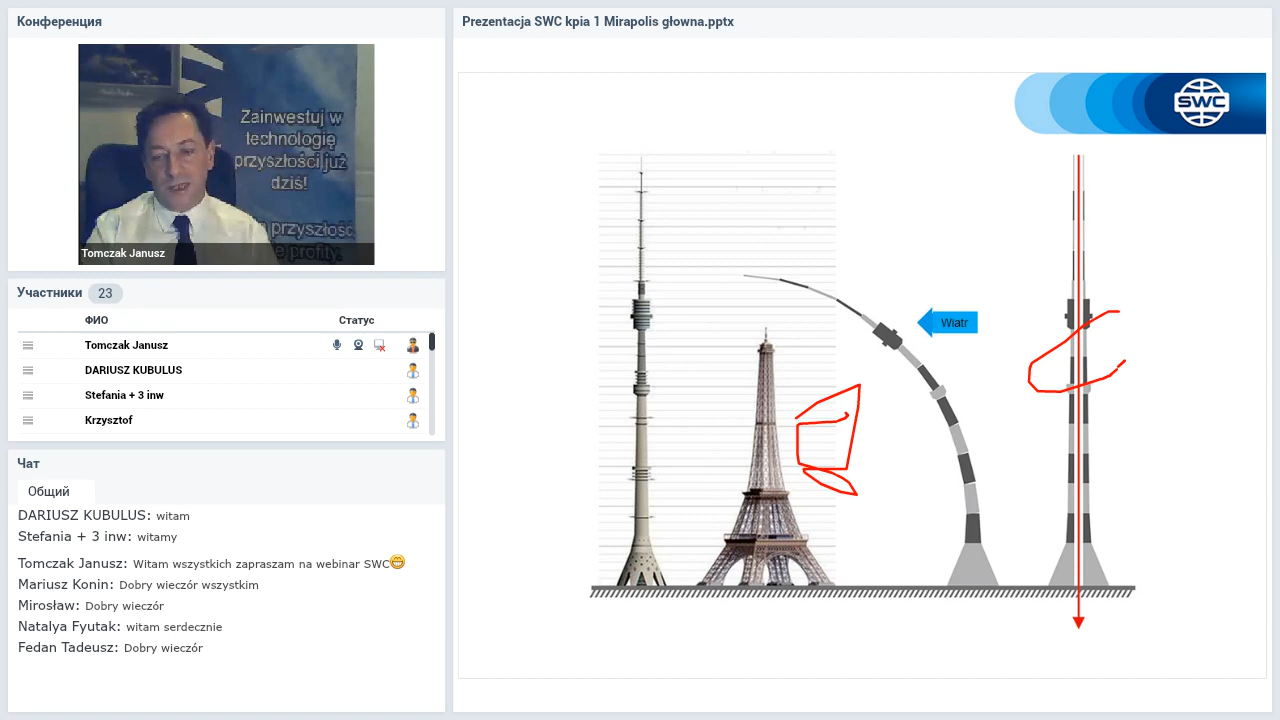 Конференция
Zainwestuj w
technologię
przyszłości już
dziś!
przyszłość
profity
Tomczak Janusz
Участники 23
ФИО Статус
Tomczak Janusz
DARIUSZ KUBULUS
Stefania + 3 inw
Krzysztof
Чат
Общий
DARIUSZ KUBULUS: witam
Stefania + 3 inw: witamy
Tomczak Janusz: Witam wszystkich zapraszam na webinar SWC
Mariusz Konin: Dobry wieczór wszystkim
Mirosław: Dobry wieczór
Natalya Fyutak: witam serdecznie
Fedan Tadeusz: Dobry wieczór
Prezentacja SWC kpia 1 Mirapolis głowna.pptx
SWC
Wiatr